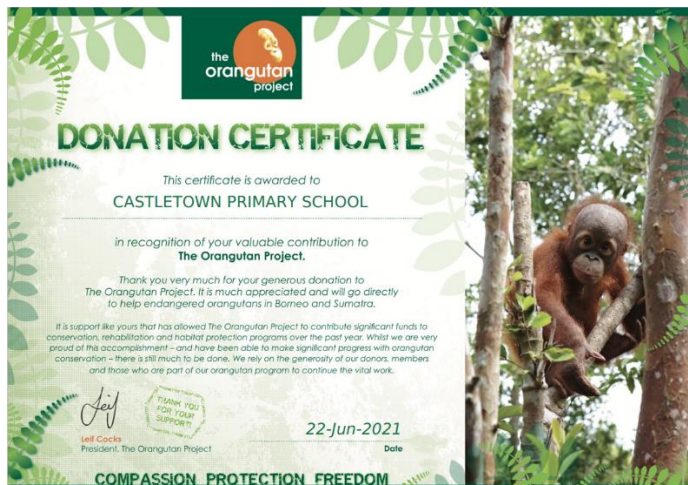 the
orangutan
project
DONATION CERTIFICATE
This certificate is awarded to
CASTLETOWN PRIMARY SCHOOL
in recognition of your valuable contribution to
The Orangutan Project.
Thank you very much for your generous donation to
The Orangutan Project. It is much appreciated and will go directly
to help endangered orangutans in Borneo and Sumatra.
It is support like yours that has allowed The Orangutan Project to contribute significant funds to
conservation, rehabilitation and habitat protection programs over the past year. Whilst we are very
proud of this accomplishment – and have been able to make significant progress with orangutan
conservation – there is still much to be done. We rely on the generosity of our donors, members
and those who are part of our orangutan program to continue the vital work.
Leif
THANK YOU
FOR YOUR
SUPPORT!
22-Jun-2021
Leif Cocks
President, The Orangutan Project
Date
COMPASSION PROTECTION FREEDOM